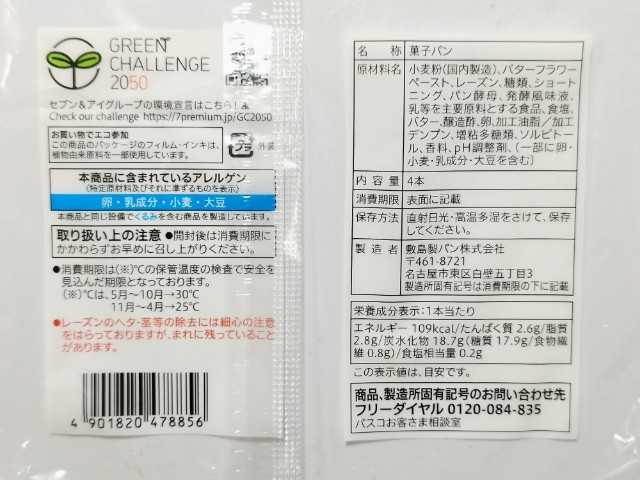 GREEN
CHALLENGE
2050
セブン＆アイグループの環境宣言はこちら!
Check our challenge https://7premium.jp/GC2050
お買い物でエコ参加
この商品のパッケージのフィルム・インキは、
植物由来原料を一部使用しています。
プラ
外装
本商品に含まれているアレルゲン
(特定原材料及びそれに準ずるものを表示)
卵・乳成分・小麦・大豆
本商品と同じ設備でくるみを含む商品を製造しています。
取り扱い上の注意 ●開封後は消費期限に
かかわらずお早めに召し上がりください。
●消費期限は(※)℃の保管温度の検査で安全を
見込んだ期限となっております。
(※)℃は、5月～10月→30℃
11月～4月→25℃
●レーズンのヘタ・茎等の除去には細心の注意
をはらっておりますが、まれに残っていること
があります。
4 901820 478856
名 称 菓子パン
原材料名 小麦粉(国内製造)、バターフラワー
ペースト、レーズン、糖類、ショート
ニング、パン酵母、発酵風味液、
乳等を主要原料とする食品、食塩、
バター、醸造酢、卵、加工油脂／加工
デンプン、増粘多糖類、ソルビトー
ル、香料、pH調整剤、(一部に卵・
小麦・乳成分・大豆を含む)
内容量 4本
消費期限 表面に記載
保存方法 直射日光・高温多湿をさけて、保存
してください。
製造者 敷島製パン株式会社
〒461-8721
名古屋市東区白壁五丁目3
製造所固有記号は消費期限の下に記載
栄養成分表示:1本当たり
エネルギー 109kcal/たんぱく質 2.6g/脂質
2.8g/炭水化物 18.7g(糖質 17.9g/食物繊
維 0.8g)/食塩相当量 0.2g
この表示値は、目安です。
商品、製造所固有記号のお問い合わせ先
フリーダイヤル 0120-084-835
パスコお客さま相談室